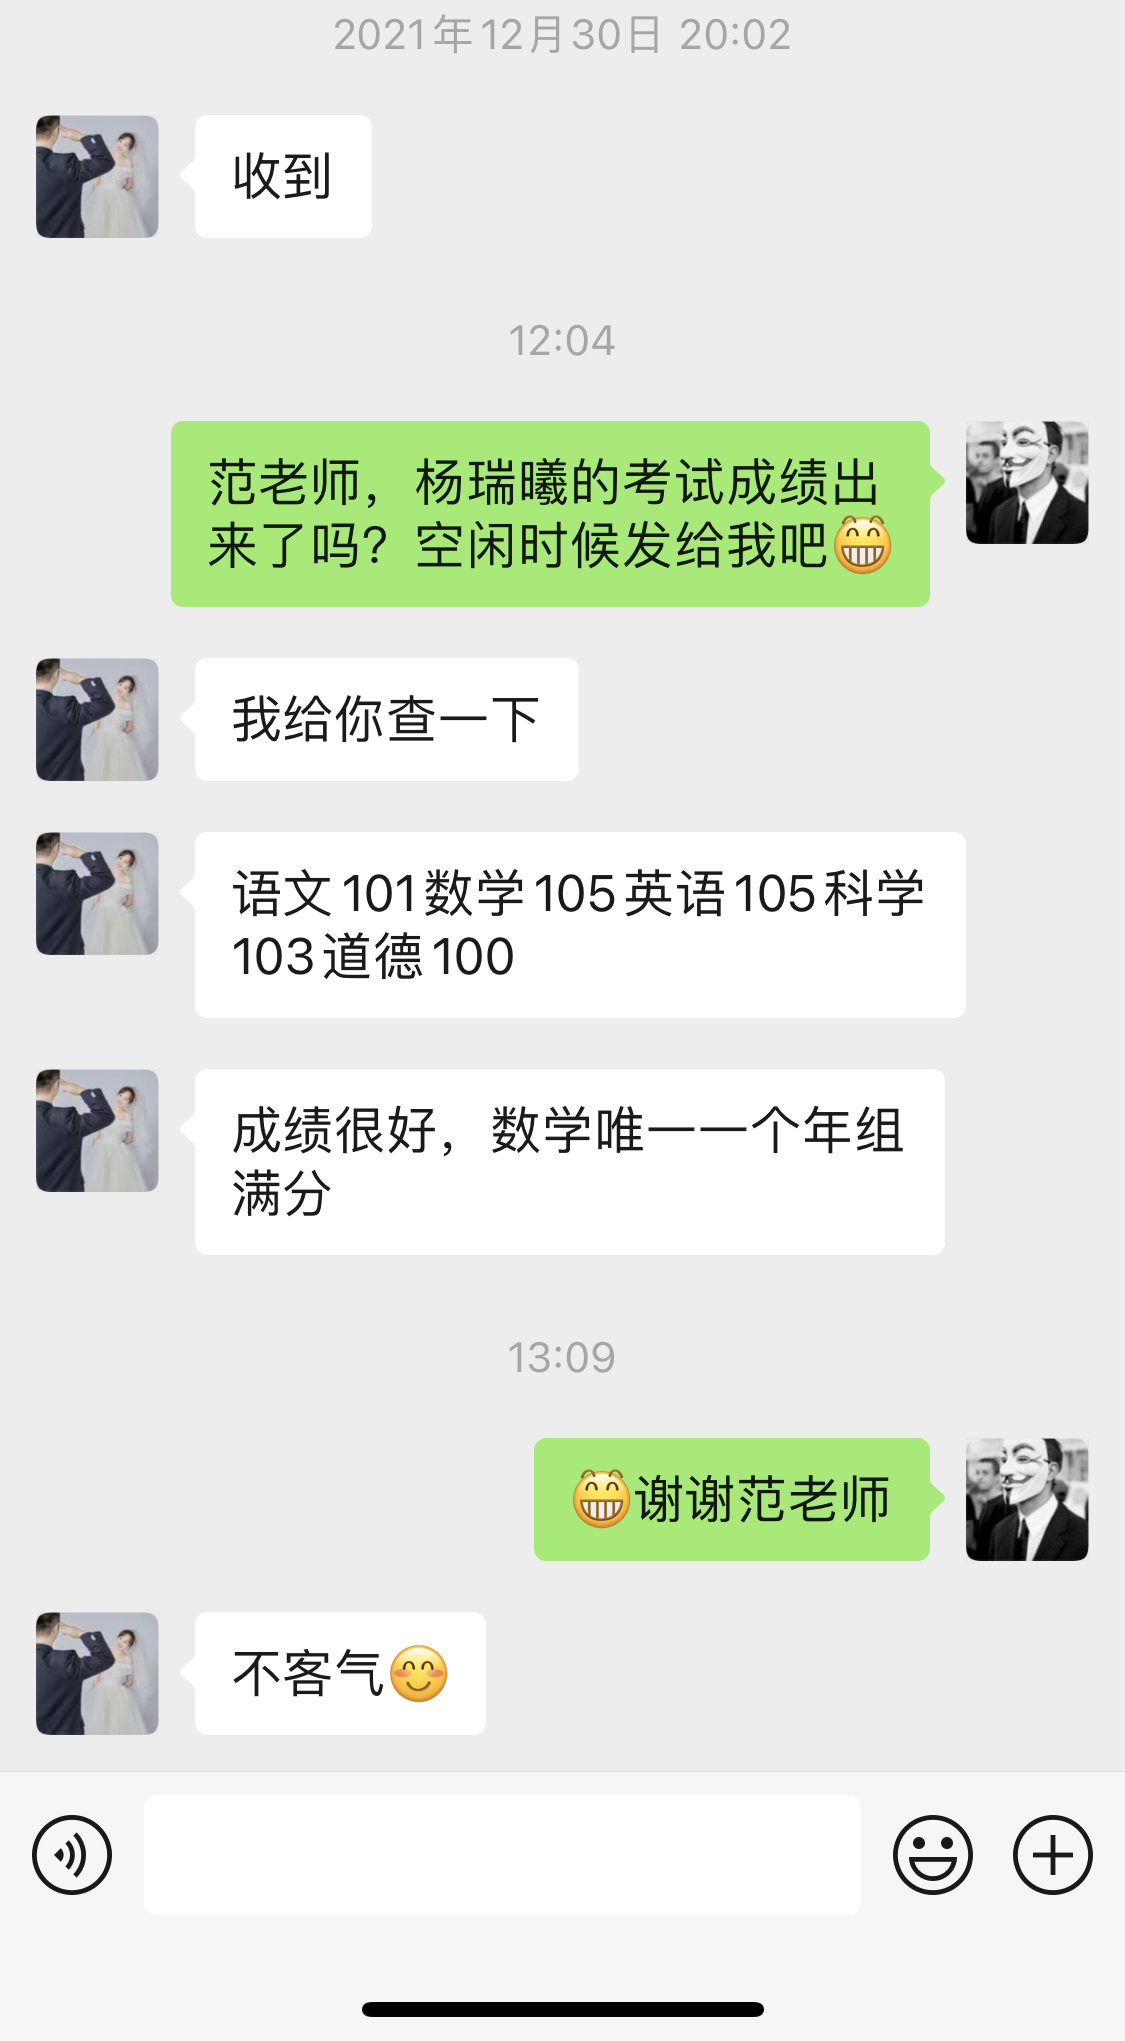 2021年12月30日 20:02
收到
12:04
范老师，杨瑞曦的考试成绩出
来了吗？空闲时候发给我吧😁
我给你查一下
语文101数学105英语105科学
103道德100
成绩很好，数学唯一一个年组
满分
13:09
😁谢谢范老师
不客气😊